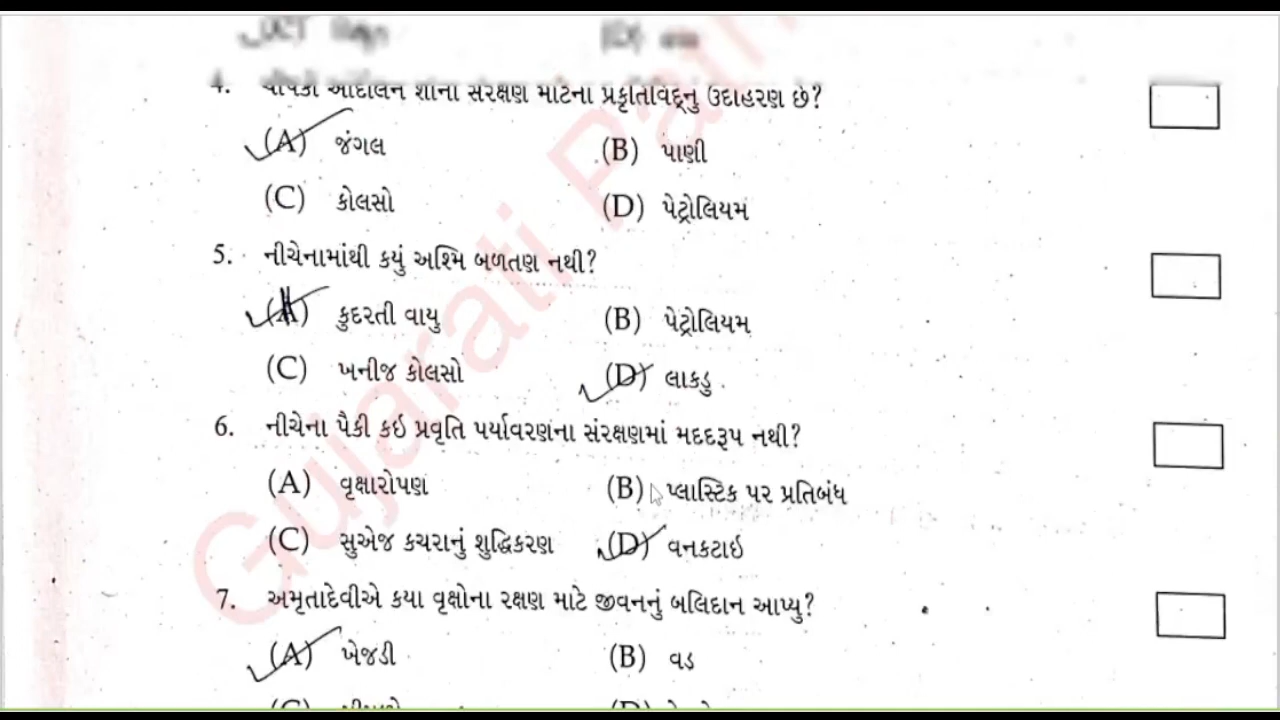 4. ચીપકો આંદોલન શાના સંરક્ષણ માટેના પ્રકૃતિવિદ્દનું ઉદાહરણ છે?
(A) જંગલ (B) પાણી
(C) કોલસો (D) પેટ્રોલિયમ
5. નીચેનામાંથી કયું અશ્મિ બળતણ નથી?
(A) કુદરતી વાયુ (B) પેટ્રોલિયમ
(C) ખનીજ કોલસો (D) લાકડુ
6. નીચેના પૈકી કઇ પ્રવૃતિ પર્યાવરણના સંરક્ષણમાં મદદરૂપ નથી?
(A) વૃક્ષારોપણ (B) પ્લાસ્ટિક પર પ્રતિબંધ
(C) સુએજ કચરાનું શુદ્ધિકરણ (D) વનકટાઇ
7. અમૃતાદેવીએ કયા વૃક્ષોના રક્ષણ માટે જીવનનું બલિદાન આપ્યુ?
(A) ખેજડી (B) વડ
Gujarati